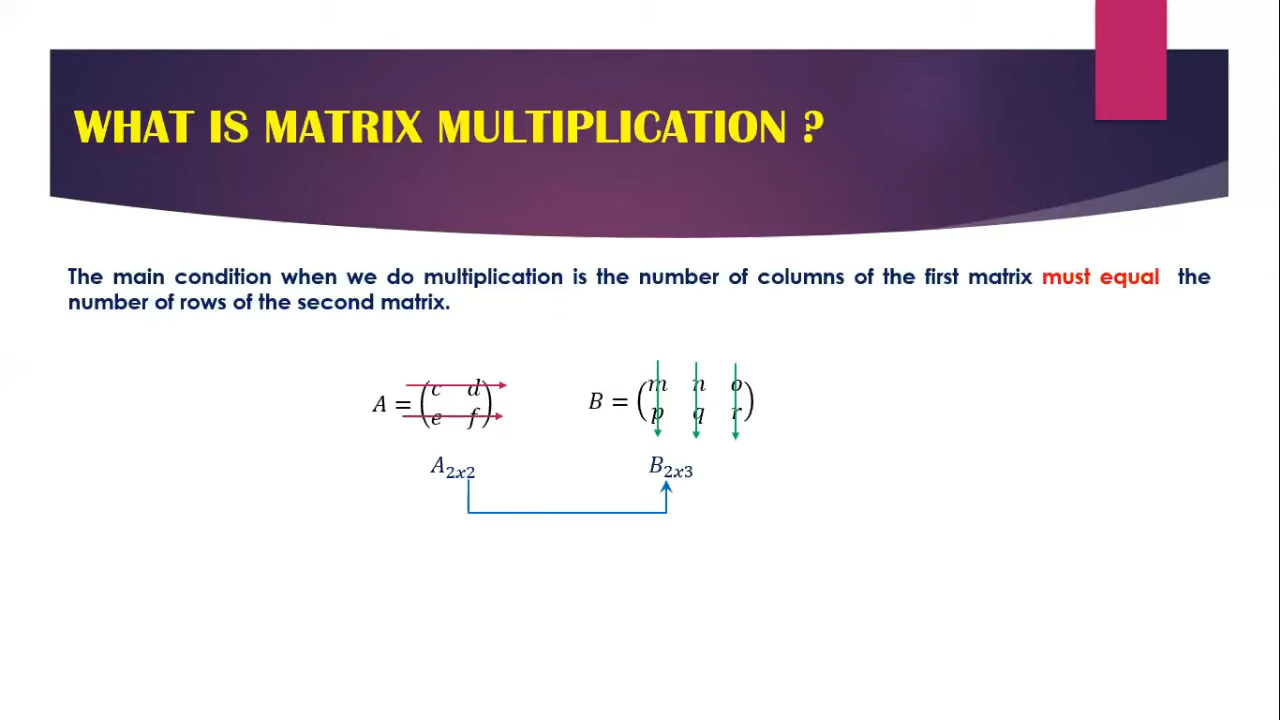 WHAT IS MATRIX MULTIPLICATION ?
The main condition when we do multiplication is the number of columns of the first matrix must equal the
number of rows of the second matrix.
A = (c d
e f) B = (m n o
p q r)
A₂ₓ₂ B₂ₓ₃